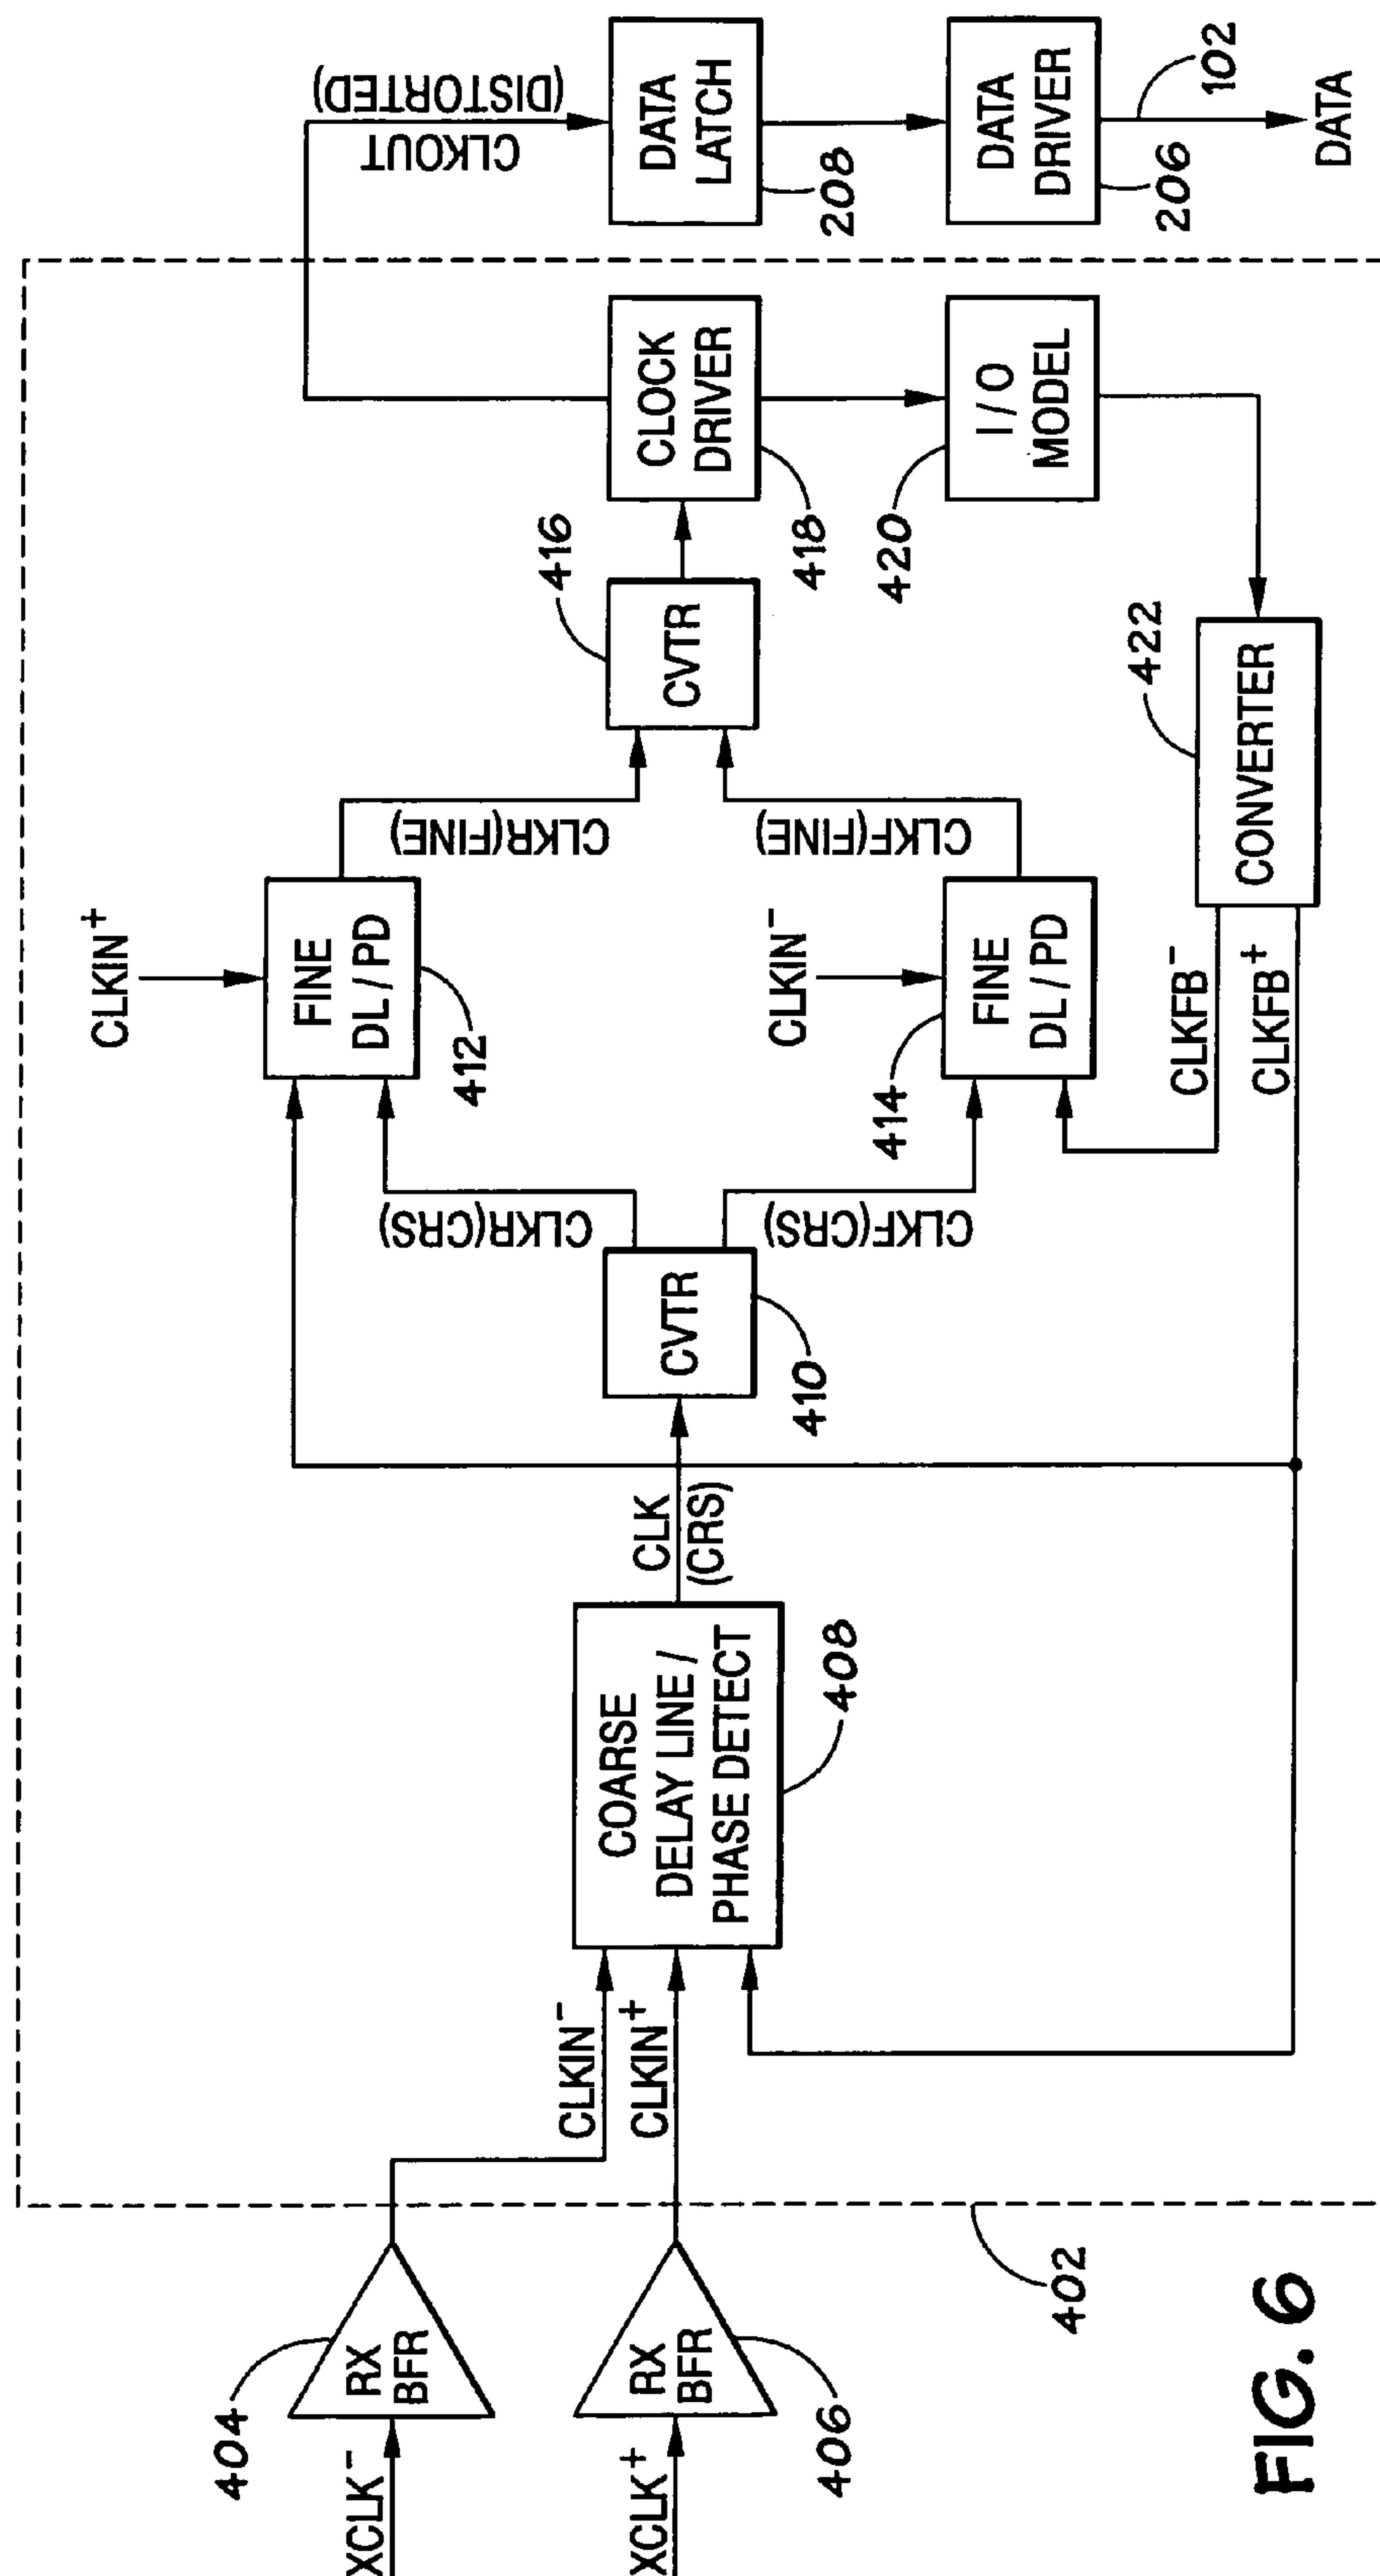 XCLK⁻
404
RX
BFR
XCLK⁺
406
RX
BFR
402
CLKIN⁻
CLKIN⁺
COARSE
DELAY LINE /
PHASE DETECT
408
CLK
(CRS)
CVTR
410
CLKR(CRS)
CLKF(CRS)
CLKIN⁺
FINE
DL / PD
412
CLKIN⁻
FINE
DL / PD
414
CLKR(FINE)
CLKF(FINE)
CVTR
416
CLOCK
DRIVER
418
I / O
MODEL
420
CONVERTER
422
CLKFB⁻
CLKFB⁺
CLKOUT
(DISTORTED)
DATA
LATCH
208
DATA
DRIVER
206
102
DATA
FIG. 6